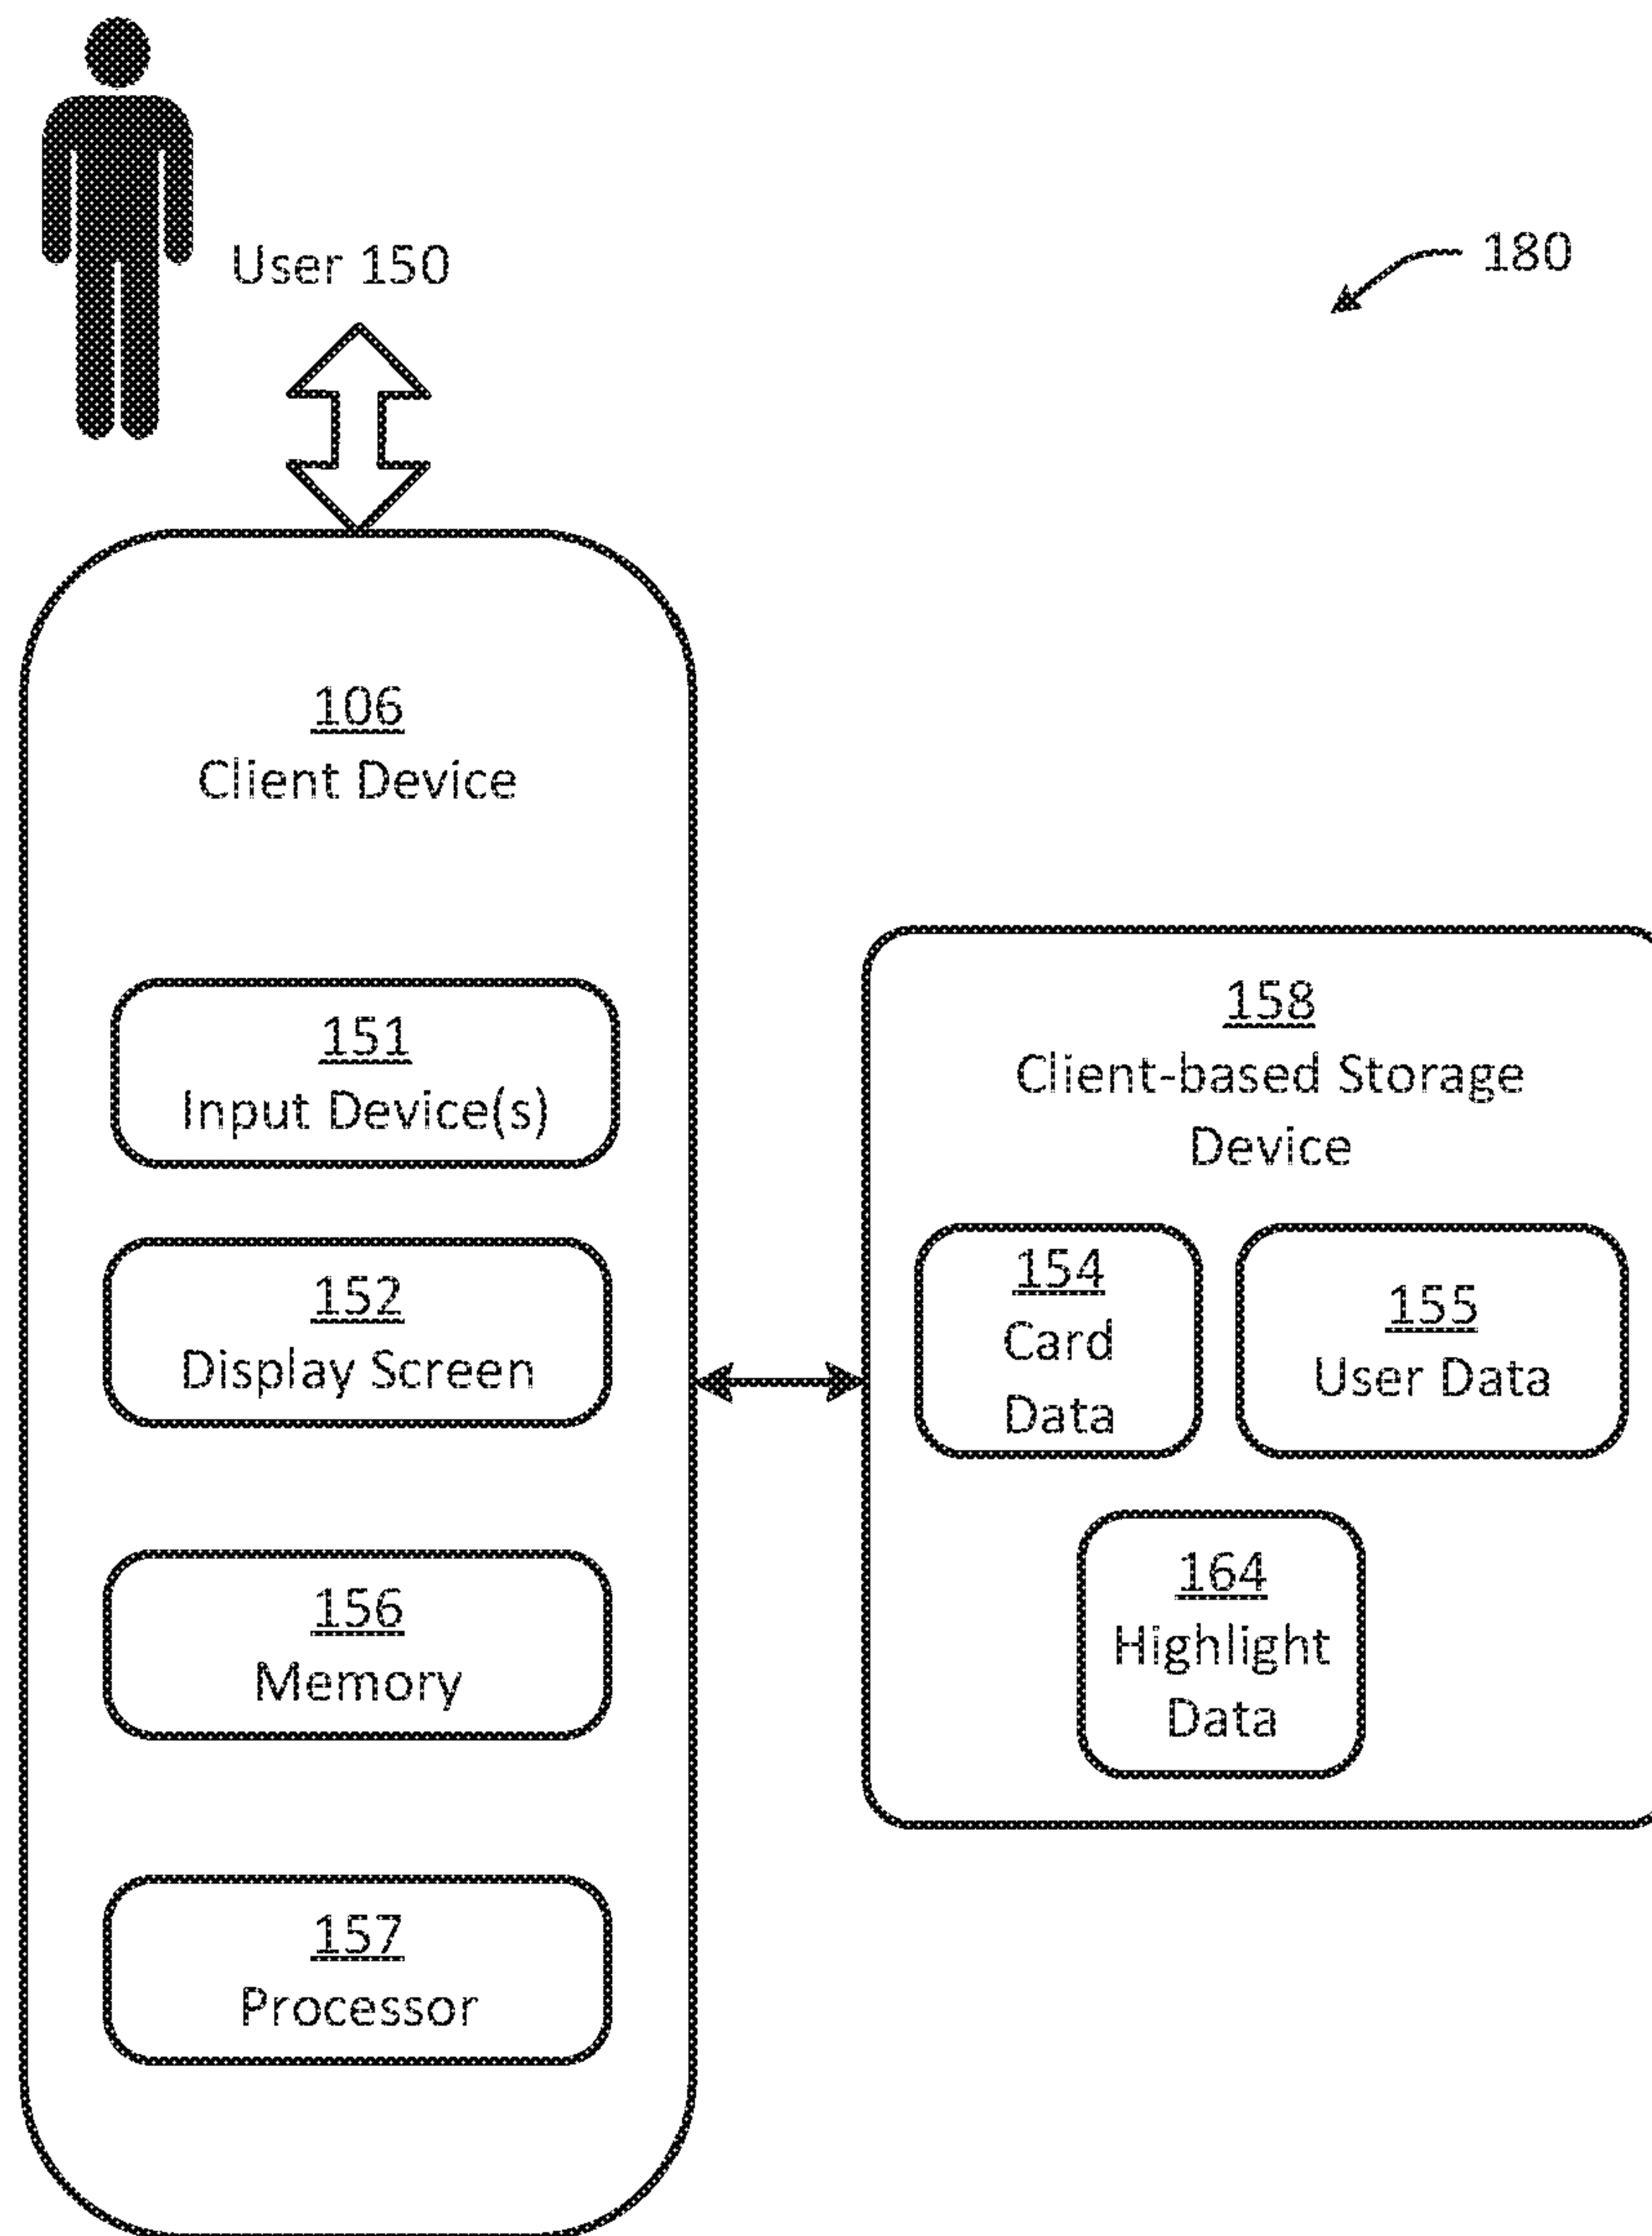 User 150
180
106
Client Device
151
Input Device(s)
152
Display Screen
156
Memory
157
Processor
158
Client-based Storage
Device
154
Card
Data
155
User Data
164
Highlight
Data